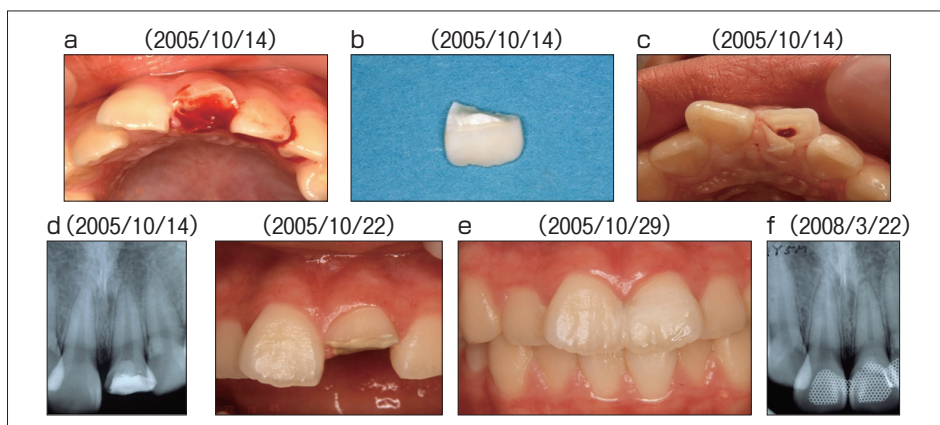 a (2005/10/14)
b (2005/10/14)
c (2005/10/14)
d (2005/10/14)
(2005/10/22)
e (2005/10/29)
f (2008/3/22)